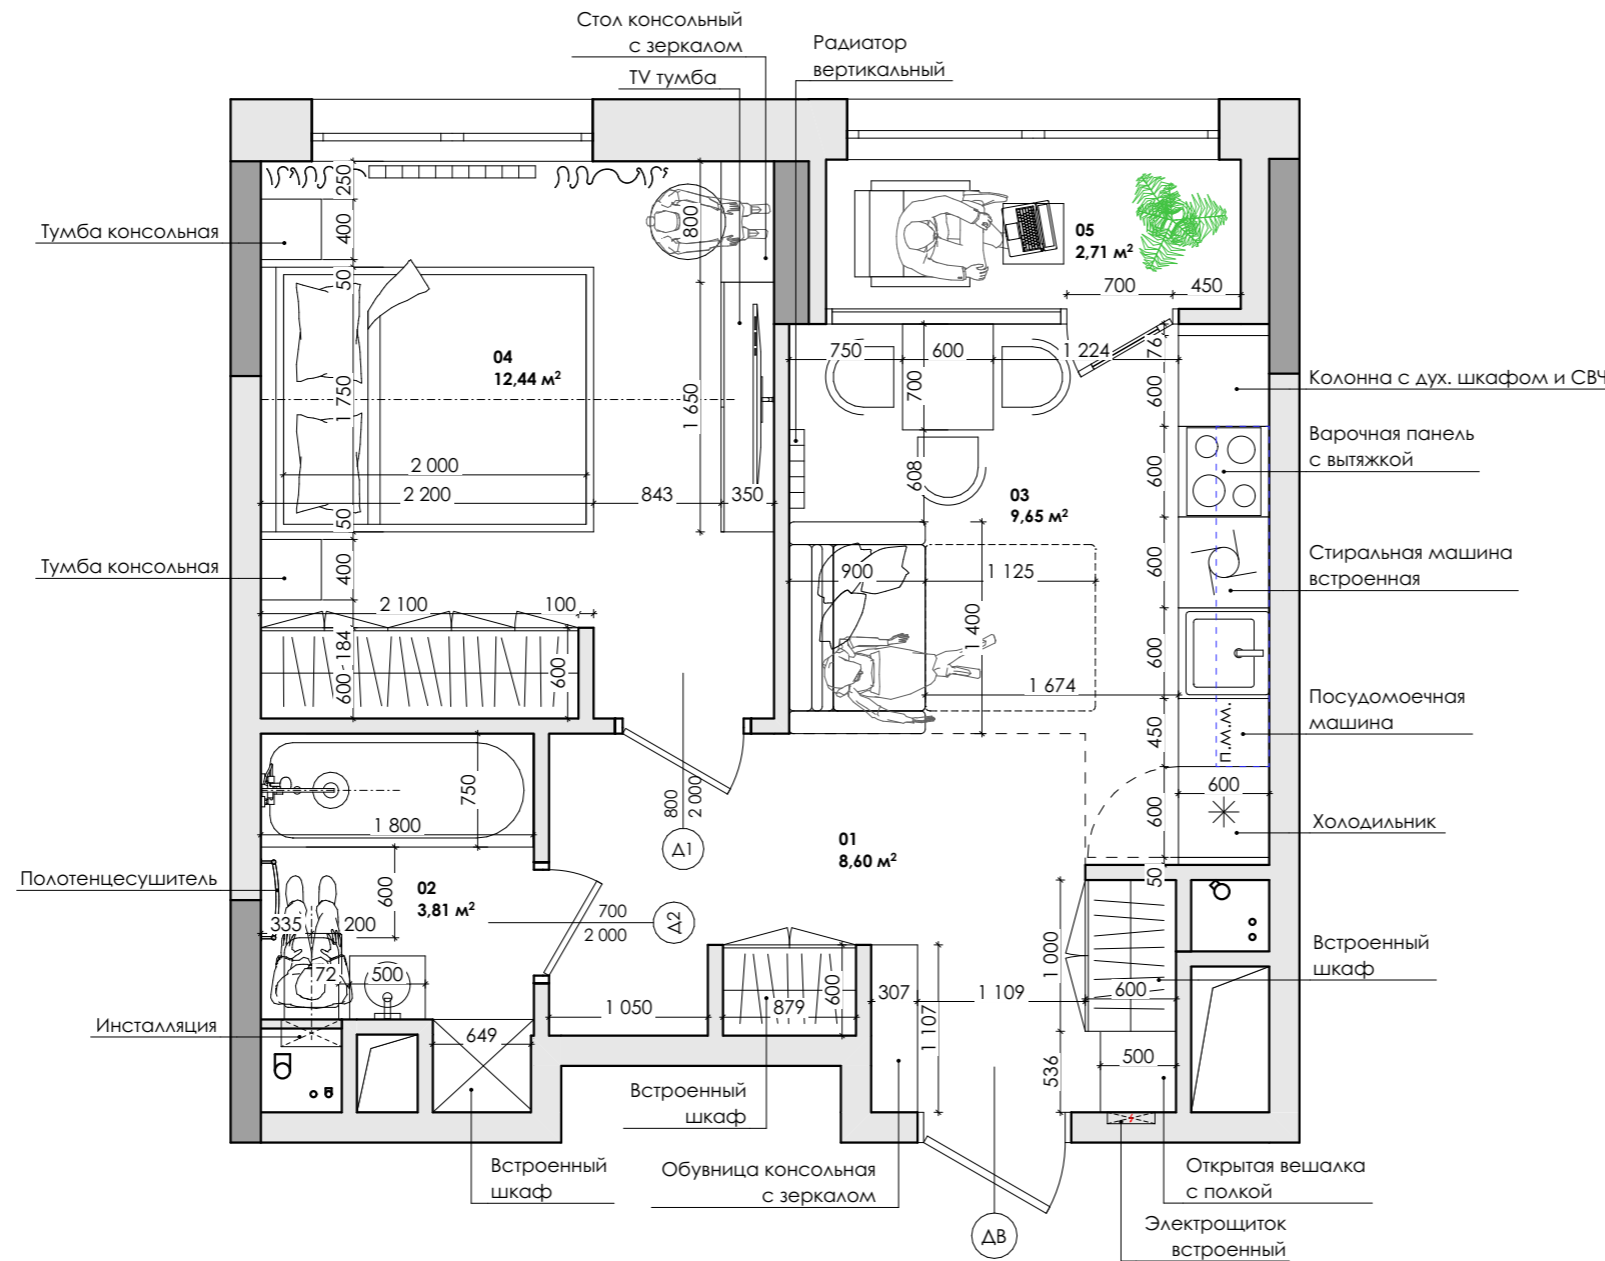 Стол консольный
с зеркалом
TV тумба
Радиатор
вертикальный
Тумба консольная
250
400
50
800
04
12,44 м²
1 750
1 650
2 000
2 200
843
350
50
400
Тумба консольная
2 100
100
184
600
600
05
2,71 м²
700
450
750
600
1 224
76
700
600
Колонна с дух. шкафом и СВЧ
Варочная панель
с вытяжкой
608
03
9,65 м²
600
900
1 125
600
Стиральная машина
встроенная
1 400
1 674
600
Посудомоечная
машина
450
П.М.М.
600
600
Холодильник
50
750
1 800
800
2 000
Д1
01
8,60 м²
Полотенцесушитель
02
3,81 м²
600
335
200
72
500
700
2 000
Д2
Инсталляция
649
1 050
879
600
307
1 107
1 109
1 000
600
536
500
Встроенный
шкаф
Встроенный
шкаф
Встроенный
шкаф
Обувница консольная
с зеркалом
ДВ
Открытая вешалка
с полкой
Электрощиток
встроенный